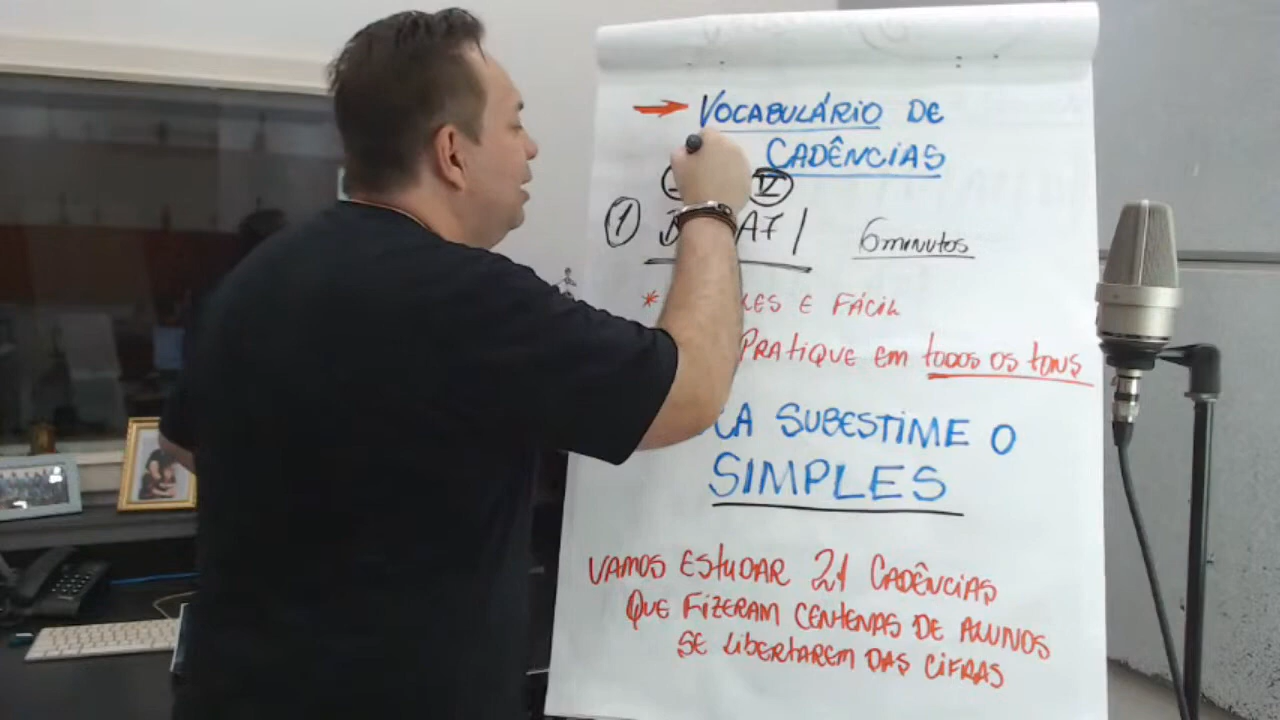 → VOCABULÁRIO DE
CADÊNCIAS
V
1 A7 | 6 minutos
* E FÁCIL
PRATIQUE EM TODOS OS TONS
SUBESTIME O
SIMPLES
VAMOS ESTUDAR 21 CADÊNCIAS
QUE FIZERAM CENTENAS DE ALUNOS
SE LIBERTAREM DAS CIFRAS